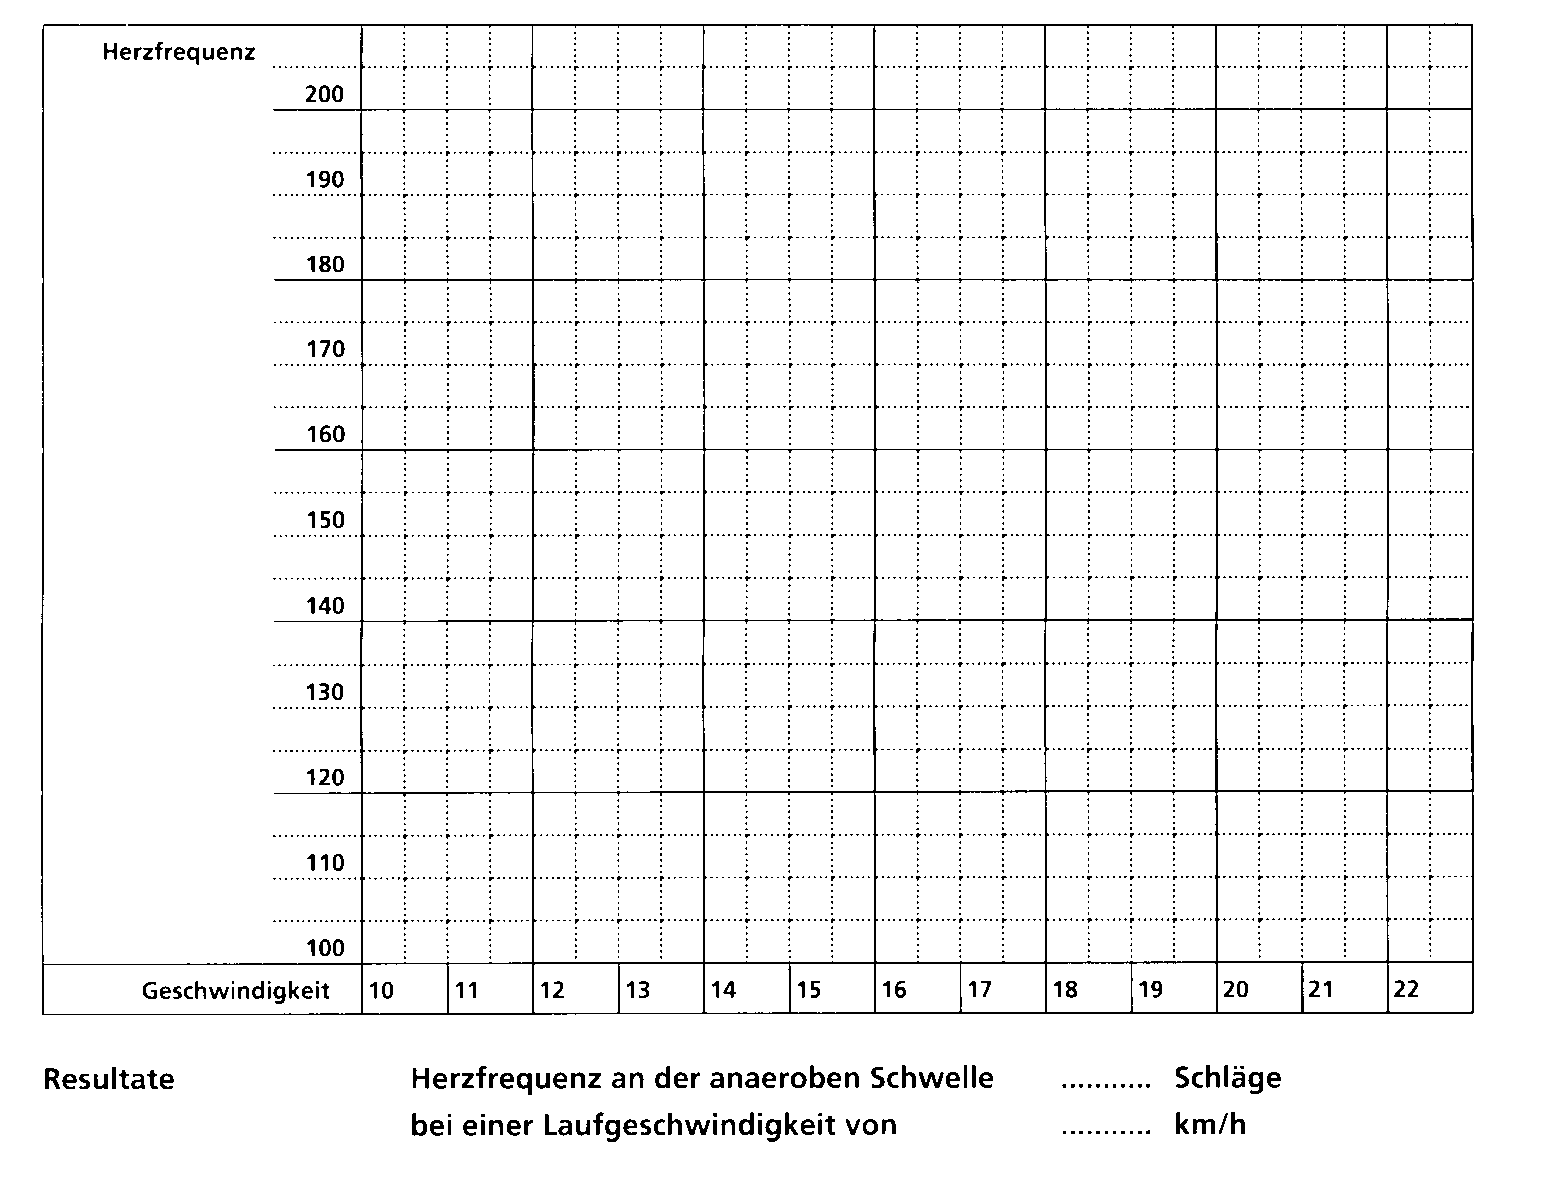 Herzfrequenz
200
190
180
170
160
150
140
130
120
110
100
Geschwindigkeit 10 11 12 13 14 15 16 17 18 19 20 21 22
Resultate Herzfrequenz an der anaeroben Schwelle ........... Schläge
bei einer Laufgeschwindigkeit von ........... km/h